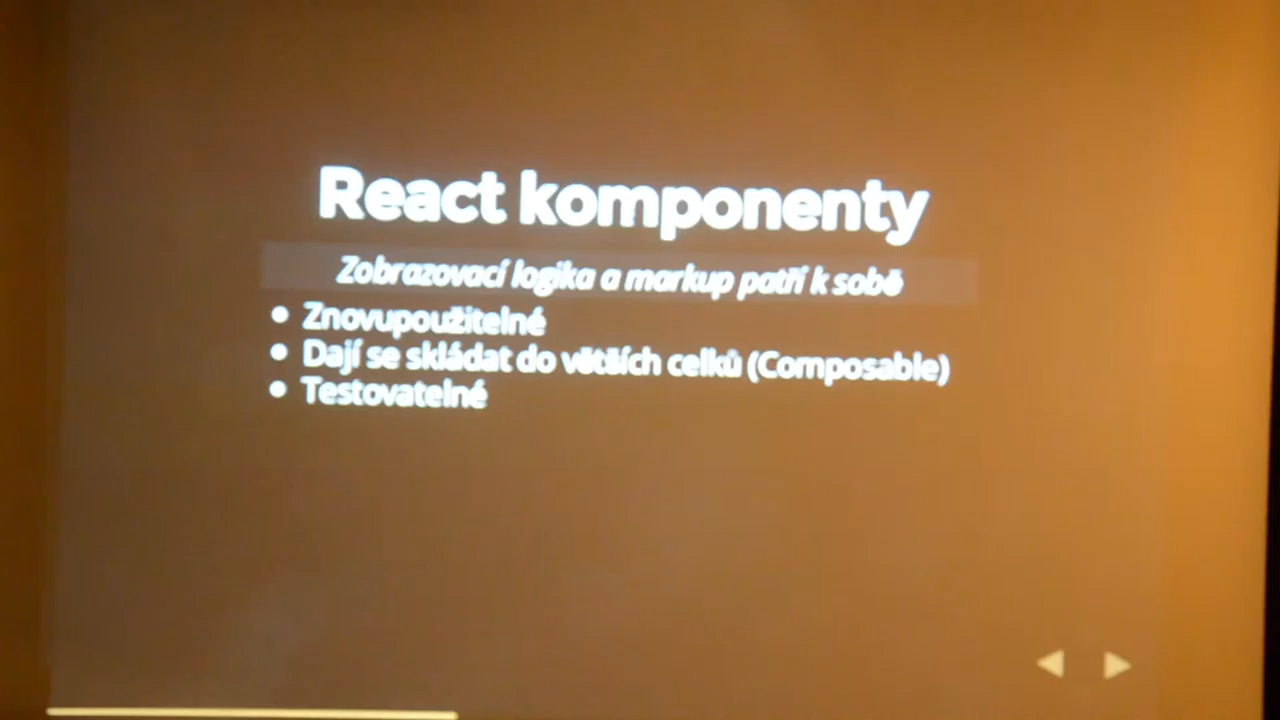 React komponenty
Zobrazovací logika a markup patří k sobě
Znovupoužitelné
Dají se skládat do větších celků (Composable)
Testovatelné